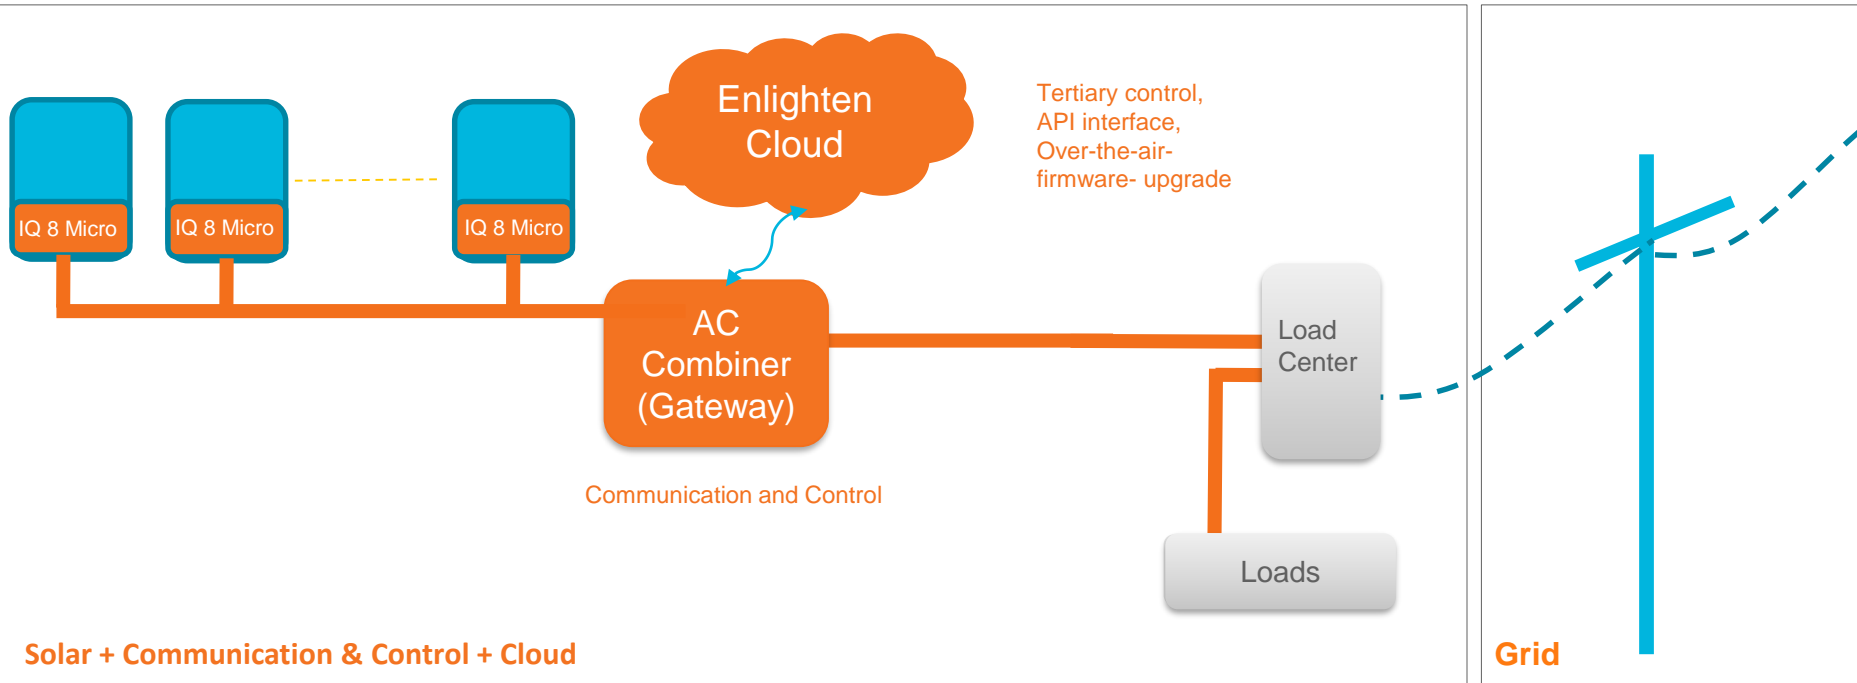 Enlighten
Cloud
Tertiary control,
API interface,
Over-the-air-
firmware- upgrade
IQ 8 Micro
IQ 8 Micro
IQ 8 Micro
AC
Combiner
(Gateway)
Load
Center
Communication and Control
Loads
Solar + Communication & Control + Cloud
Grid